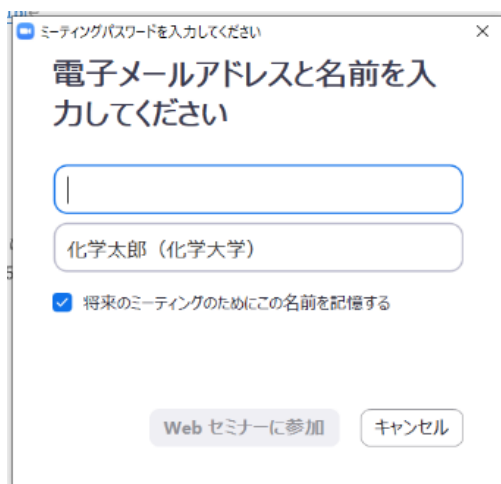 ミーティングパスワードを入力してください
電子メールアドレスと名前を入
力してください
化学太郎（化学大学）
将来のミーティングのためにこの名前を記憶する
Web セミナーに参加
キャンセル